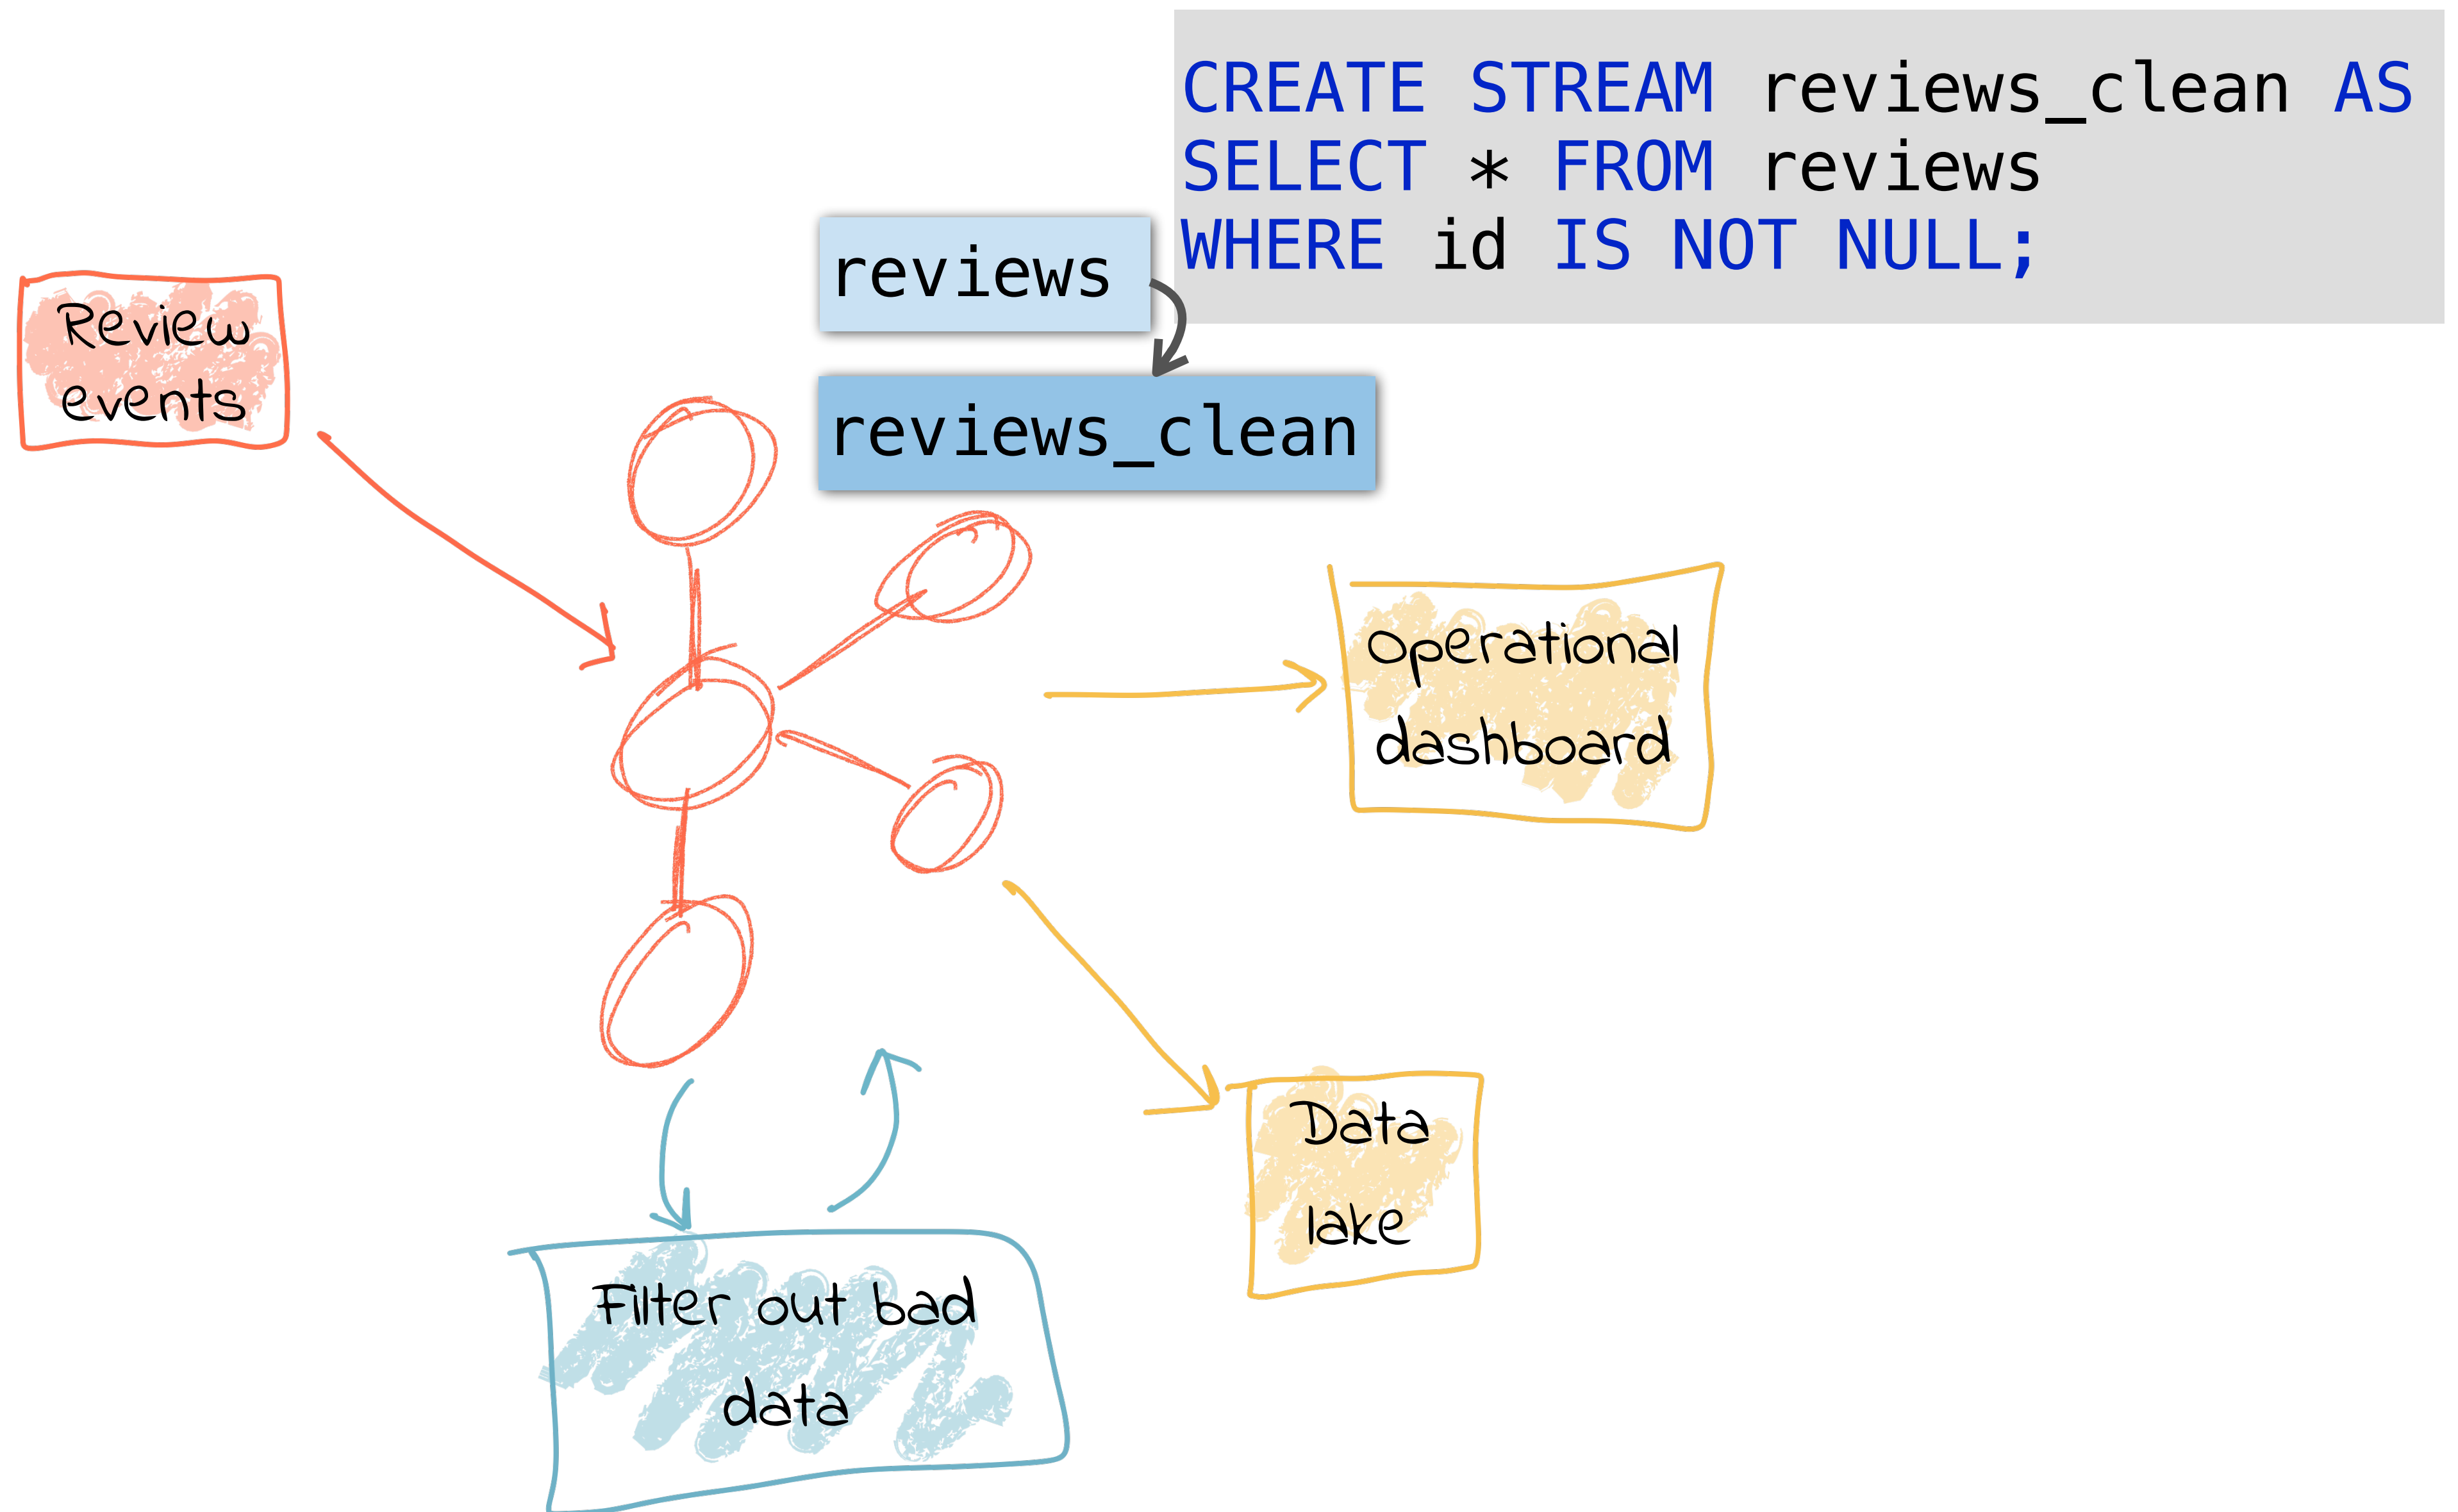 CREATE STREAM reviews_clean AS
SELECT * FROM reviews
WHERE id IS NOT NULL;
reviews
reviews_clean
Review
events
Operational
dashboard
Data
lake
Filter out bad
data